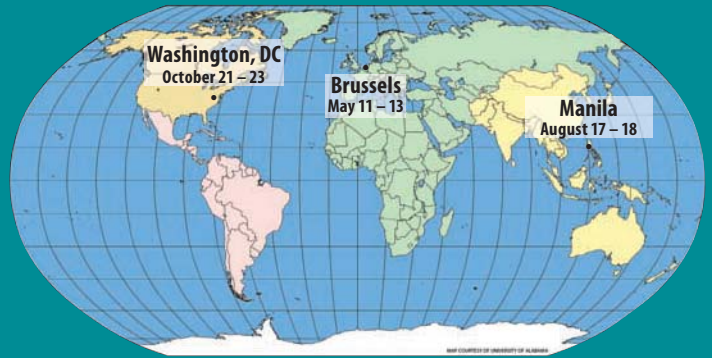 Washington, DC
October 21 – 23
Brussels
May 11 – 13
Manila
August 17 – 18
MAP COURTESY OF UNIVERSITY OF ALABAMA